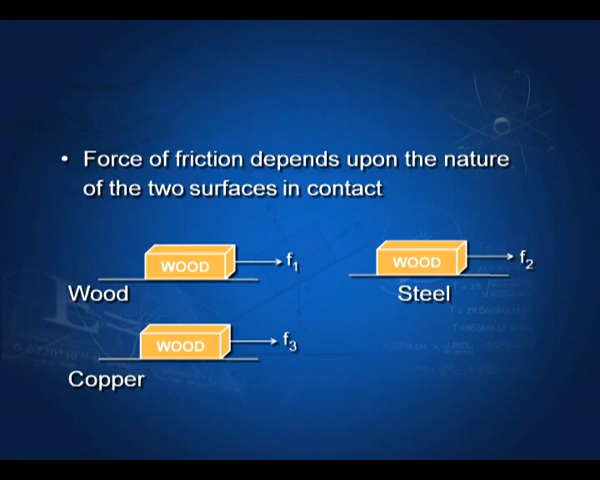 • Force of friction depends upon the nature
of the two surfaces in contact
WOOD f1
WOOD f2
Wood
Steel
WOOD f3
Copper